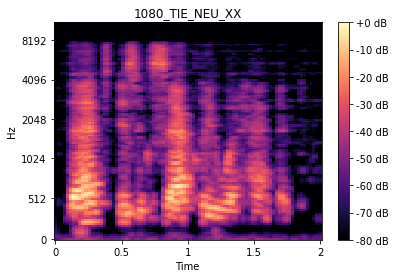 1080_TIE_NEU_XX
8192
4096
2048
1024
512
0
Hz
0
0.5
1
1.5
2
Time
+0 dB
-10 dB
-20 dB
-30 dB
-40 dB
-50 dB
-60 dB
-70 dB
-80 dB